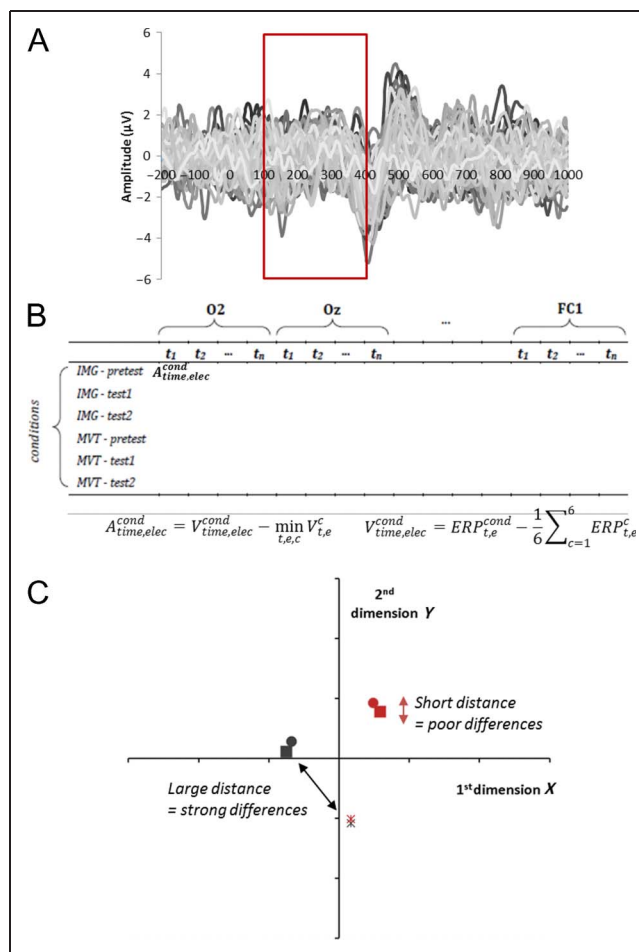 A
6
4
2
0
-2
-4
-6
Amplitude (μV)
-200 -100 0 100 200 300 400 500 600 700 800 900 1000
B
O2 Oz ... FC1
t1 t2 ... tn t1 t2 ... tn t1 t2 ... tn
conditions
IMG - pretest A^cond_time,elec
IMG - test1
IMG - test2
MVT - pretest
MVT - test1
MVT - test2
A^cond_time,elec = V^cond_time,elec − min_t,e,c V^c_t,e V^cond_time,elec = ERP^cond_t,e − 1/6 ∑^6_c=1 ERP^c_t,e
C
2nd
dimension Y
Short distance
= poor differences
1st dimension X
Large distance
= strong differences